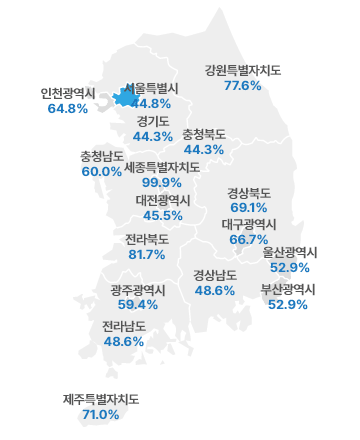 강원특별자치도
77.6%
서울특별시
44.8%
인천광역시
64.8%
경기도
44.3%
충청북도
44.3%
충청남도
60.0%
세종특별자치도
99.9%
대전광역시
45.5%
경상북도
69.1%
대구광역시
66.7%
전라북도
81.7%
울산광역시
52.9%
경상남도
48.6%
부산광역시
52.9%
광주광역시
59.4%
전라남도
48.6%
제주특별자치도
71.0%